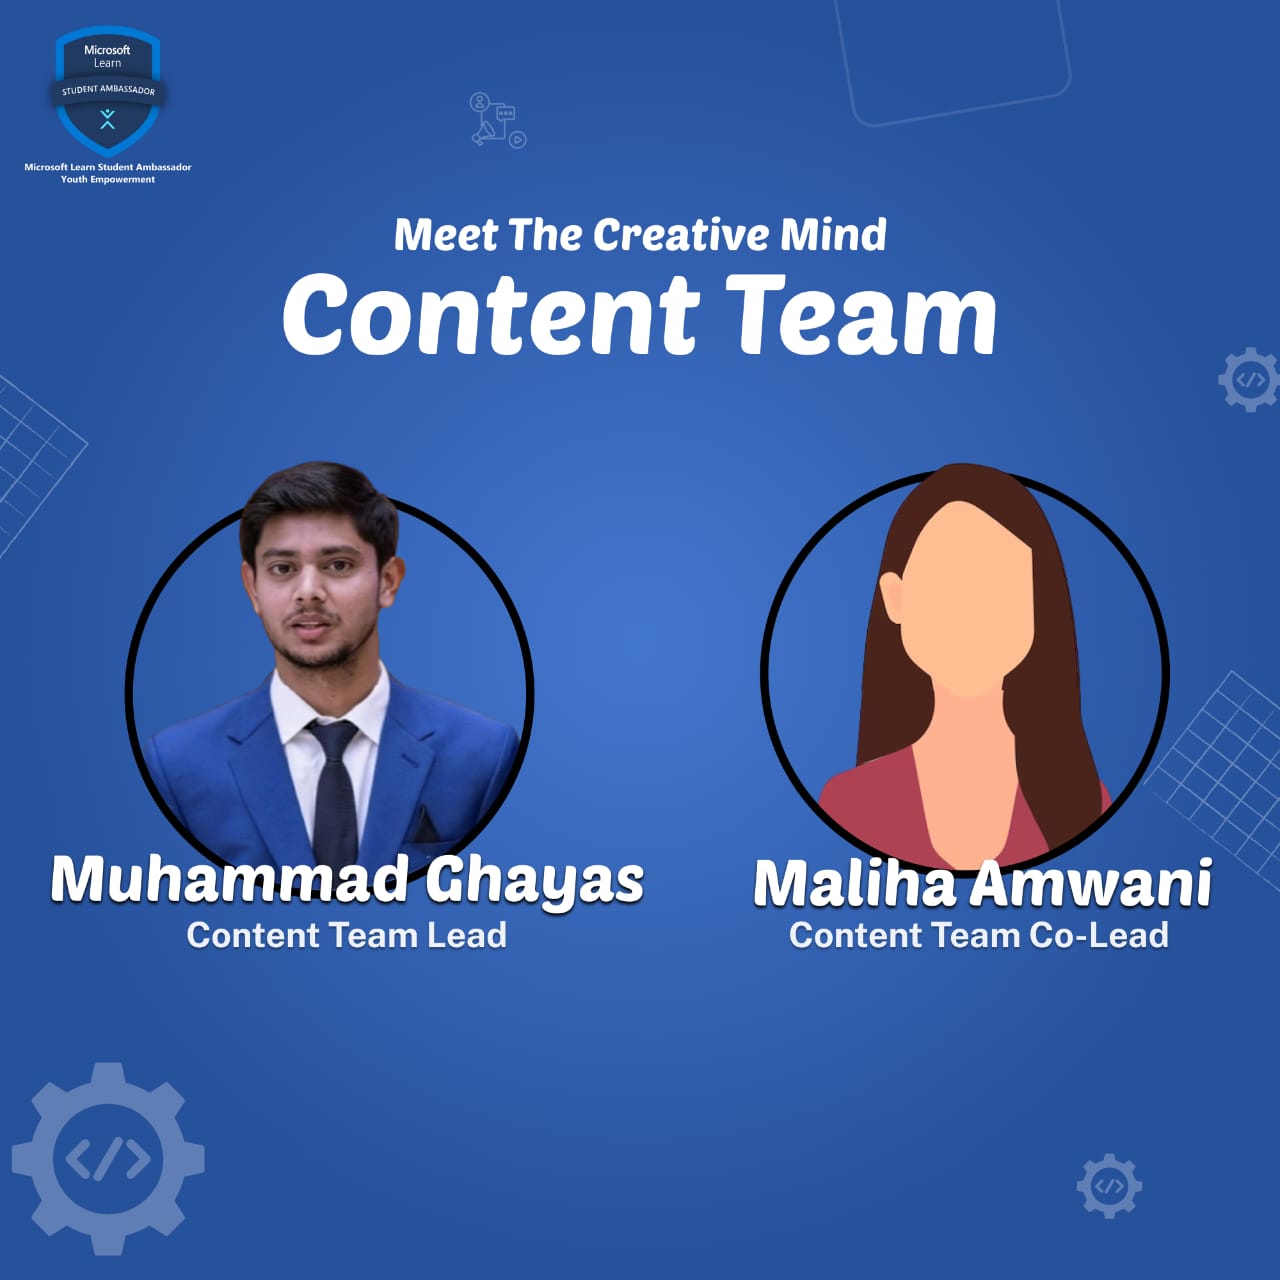 Microsoft
Learn
STUDENT AMBASSADOR
Microsoft Learn Student Ambassador
Youth Empowerment
Meet The Creative Mind
Content Team
Muhammad Ghayas
Content Team Lead
Maliha Amwani
Content Team Co-Lead